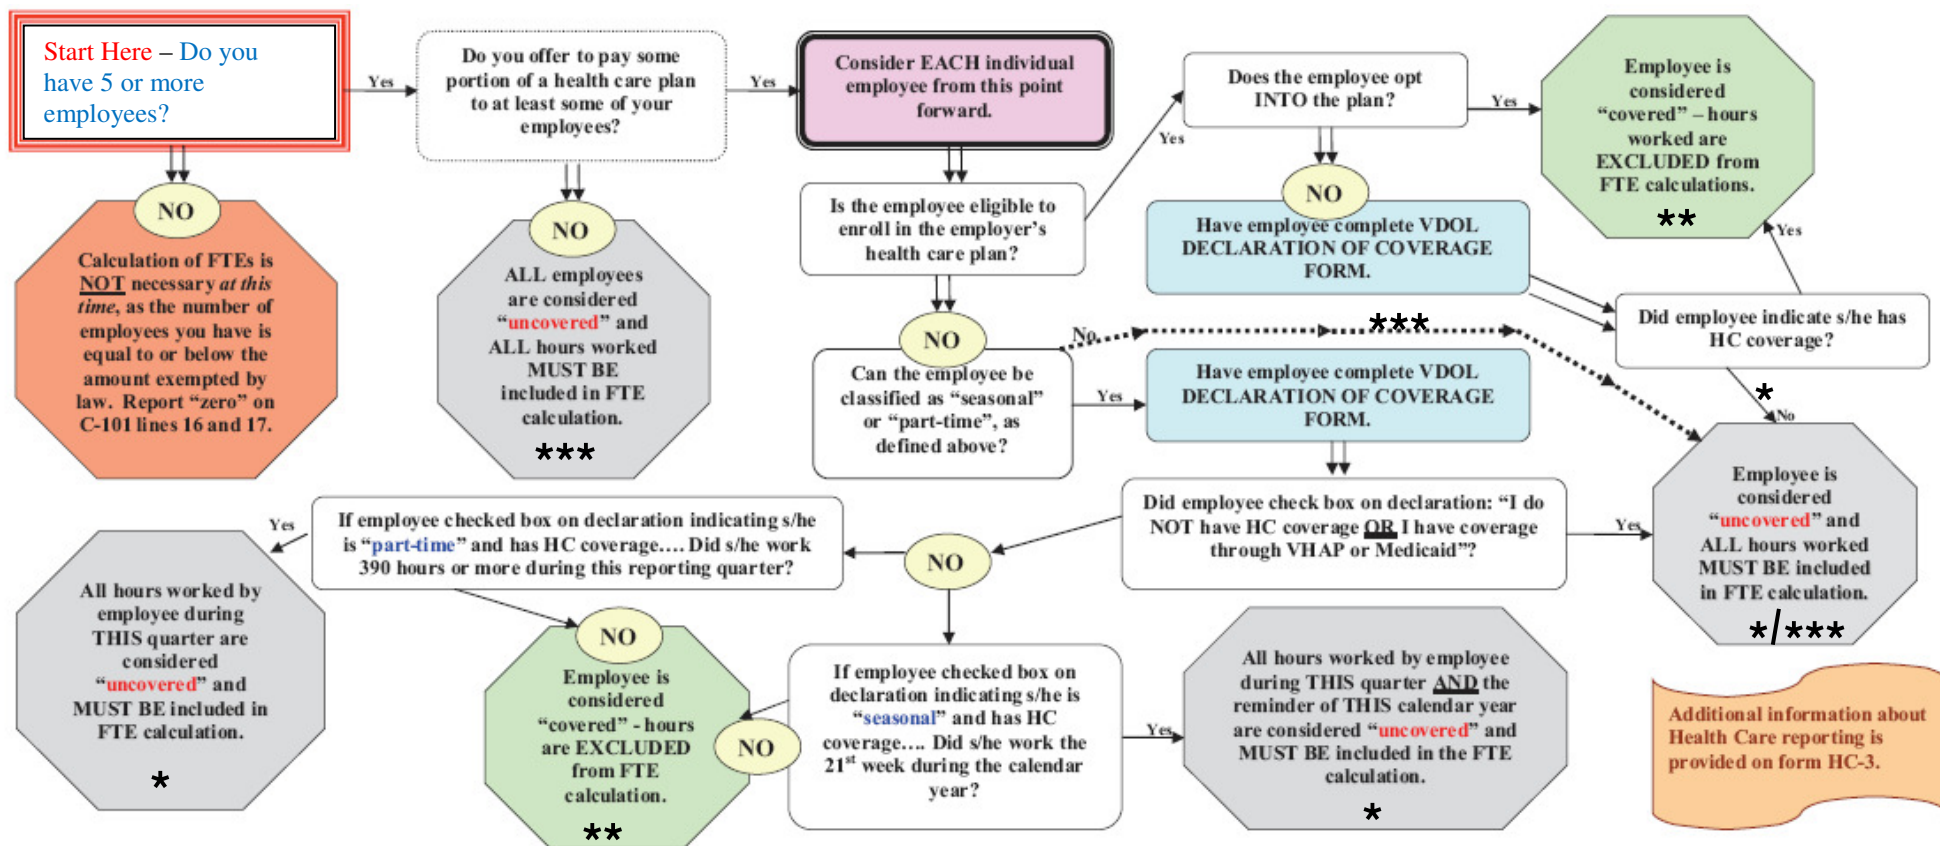 Start Here – Do you
have 5 or more
employees?
Yes
Do you offer to pay some
portion of a health care plan
to at least some of your
employees?
Yes
Consider EACH individual
employee from this point
forward.
Does the employee opt
INTO the plan?
Yes
Employee is
considered
“covered” – hours
worked are
EXCLUDED from
FTE calculations.
**
Yes
NO
Calculation of FTEs is
NOT necessary at this
time, as the number of
employees you have is
equal to or below the
amount exempted by
law. Report “zero” on
C-101 lines 16 and 17.
NO
ALL employees
are considered
“uncovered” and
ALL hours worked
MUST BE
included in FTE
calculation.
***
Is the employee eligible to
enroll in the employer’s
health care plan?
Yes
NO
Have employee complete VDOL
DECLARATION OF COVERAGE
FORM.
Did employee indicate s/he has
HC coverage?
*
No
NO
No
***
Can the employee be
classified as “seasonal”
or “part-time”, as
defined above?
Yes
Have employee complete VDOL
DECLARATION OF COVERAGE
FORM.
Did employee check box on declaration: “I do
NOT have HC coverage OR I have coverage
through VHAP or Medicaid”?
Yes
Employee is
considered
“uncovered” and
ALL hours worked
MUST BE included
in FTE calculation.
*/***
NO
If employee checked box on declaration indicating s/he
is “part-time” and has HC coverage…. Did s/he work
390 hours or more during this reporting quarter?
Yes
All hours worked by
employee during
THIS quarter are
considered
“uncovered” and
MUST BE included in
FTE calculation.
*
NO
Employee is
considered
“covered” - hours
are EXCLUDED
from FTE
calculation.
**
NO
If employee checked box on
declaration indicating s/he is
“seasonal” and has HC
coverage…. Did s/he work the
21st week during the calendar
year?
Yes
All hours worked by employee
during THIS quarter AND the
reminder of THIS calendar year
are considered “uncovered” and
MUST BE included in the FTE
calculation.
*
Additional information about
Health Care reporting is
provided on form HC-3.